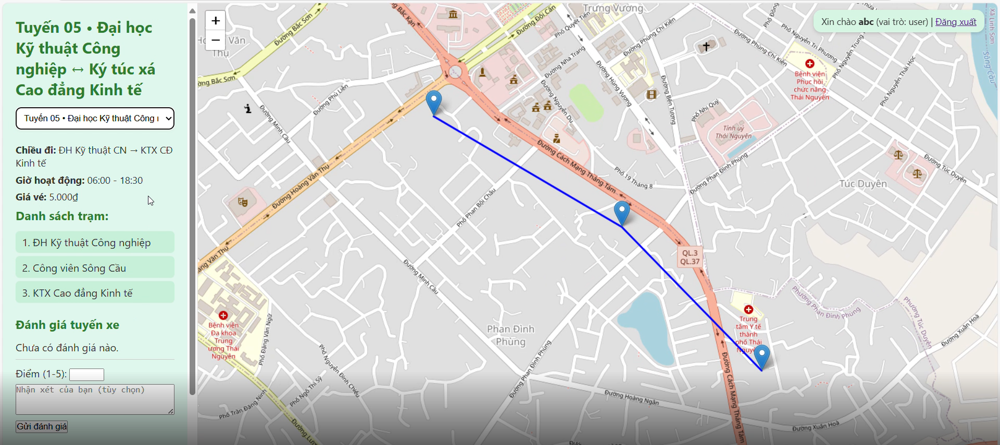 Tuyến 05 • Đại học
Kỹ thuật Công
nghiệp ↔ Ký túc xá
Cao đẳng Kinh tế
Tuyến 05 • Đại học Kỹ thuật Công
Chiều đi: ĐH Kỹ thuật CN → KTX CĐ
Kinh tế
Giờ hoạt động: 06:00 - 18:30
Giá vé: 5.000₫
Danh sách trạm:
1. ĐH Kỹ thuật Công nghiệp
2. Công viên Sông Cầu
3. KTX Cao đẳng Kinh tế
Đánh giá tuyến xe
Chưa có đánh giá nào.
Điểm (1-5):
Nhận xét của bạn (tùy chọn)
Gửi đánh giá
+
−
Xin chào abc (vai trò: user) | Đăng xuất
Trưng Vương
Đường Bắc Sơn
Bắc Kạn
Đường Đội Cấn
Phố Quyết Tiến
Đường Phùng Chí Kiên
Đường Phùng Chí Kiên
Phố Nguyên Tri Phương
Phố Nguyễn Trung
Phố Nguyễn Thái Học
Xã Linh Sơn
Sông Cầu
Văn
Thụ
ờng Bắc Sơn
Đường Phủ Liễn
Đường Minh Cầu
Đường Nha Trang
Đường Nguyễn Du
Đường Hùng Vương
Đường Bến Tượng
Phố Nhị Quý
Bệnh viện
Phục hồi
chức năng
Thái Nguyên
Tỉnh uỷ
Thái Nguyên
Đường Cách Mạng Tháng Tám
Phố 19 Tháng 8
Đường Phan Đình Phùng
Túc Duyên
Đường Túc Duyên
Đường Hoàng Văn Thụ
Phố Phan Bội Châu
àng Văn Thụ
Đường Minh Cầu
QL.3
QL.37
Phường Phan Đình Phùng
Phường Túc Duyên
Bệnh viện
Đa khoa
Trung
ương Thái
Nguyên
Phố Đặng Văn Ngữ
Phan Đình
Phùng
Trung
tâm Y tế
thành
phố Thái
Phố Nguyễn Đình Chiểu
Phố Ngô Thì Sỹ
Phố Trần Đăng Ninh
Đường Phan Đình Phùng
Đường Hoàng Ngân
Đường Cách Mạng Tháng Tám
Đường Xuân Hoà
Đường Xuân Hoà